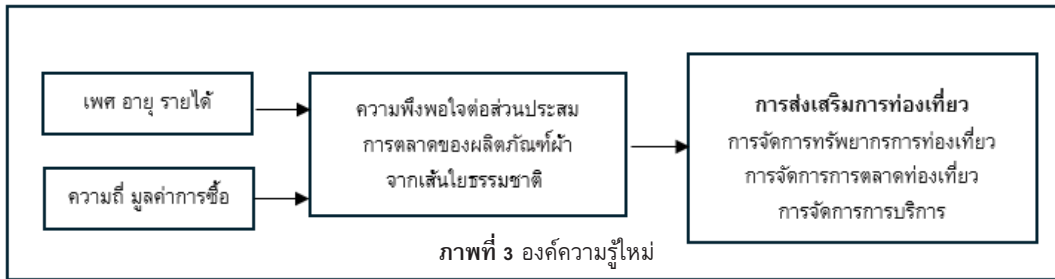 เพศ อายุ รายได้
ความถี่ มูลค่าการซื้อ
ความพึงพอใจต่อส่วนประสม
การตลาดของผลิตภัณฑ์ผ้า
จากเส้นใยธรรมชาติ
การส่งเสริมการท่องเที่ยว
การจัดการทรัพยากรการท่องเที่ยว
การจัดการการตลาดท่องเที่ยว
การจัดการการบริการ
ภาพที่ 3 องค์ความรู้ใหม่